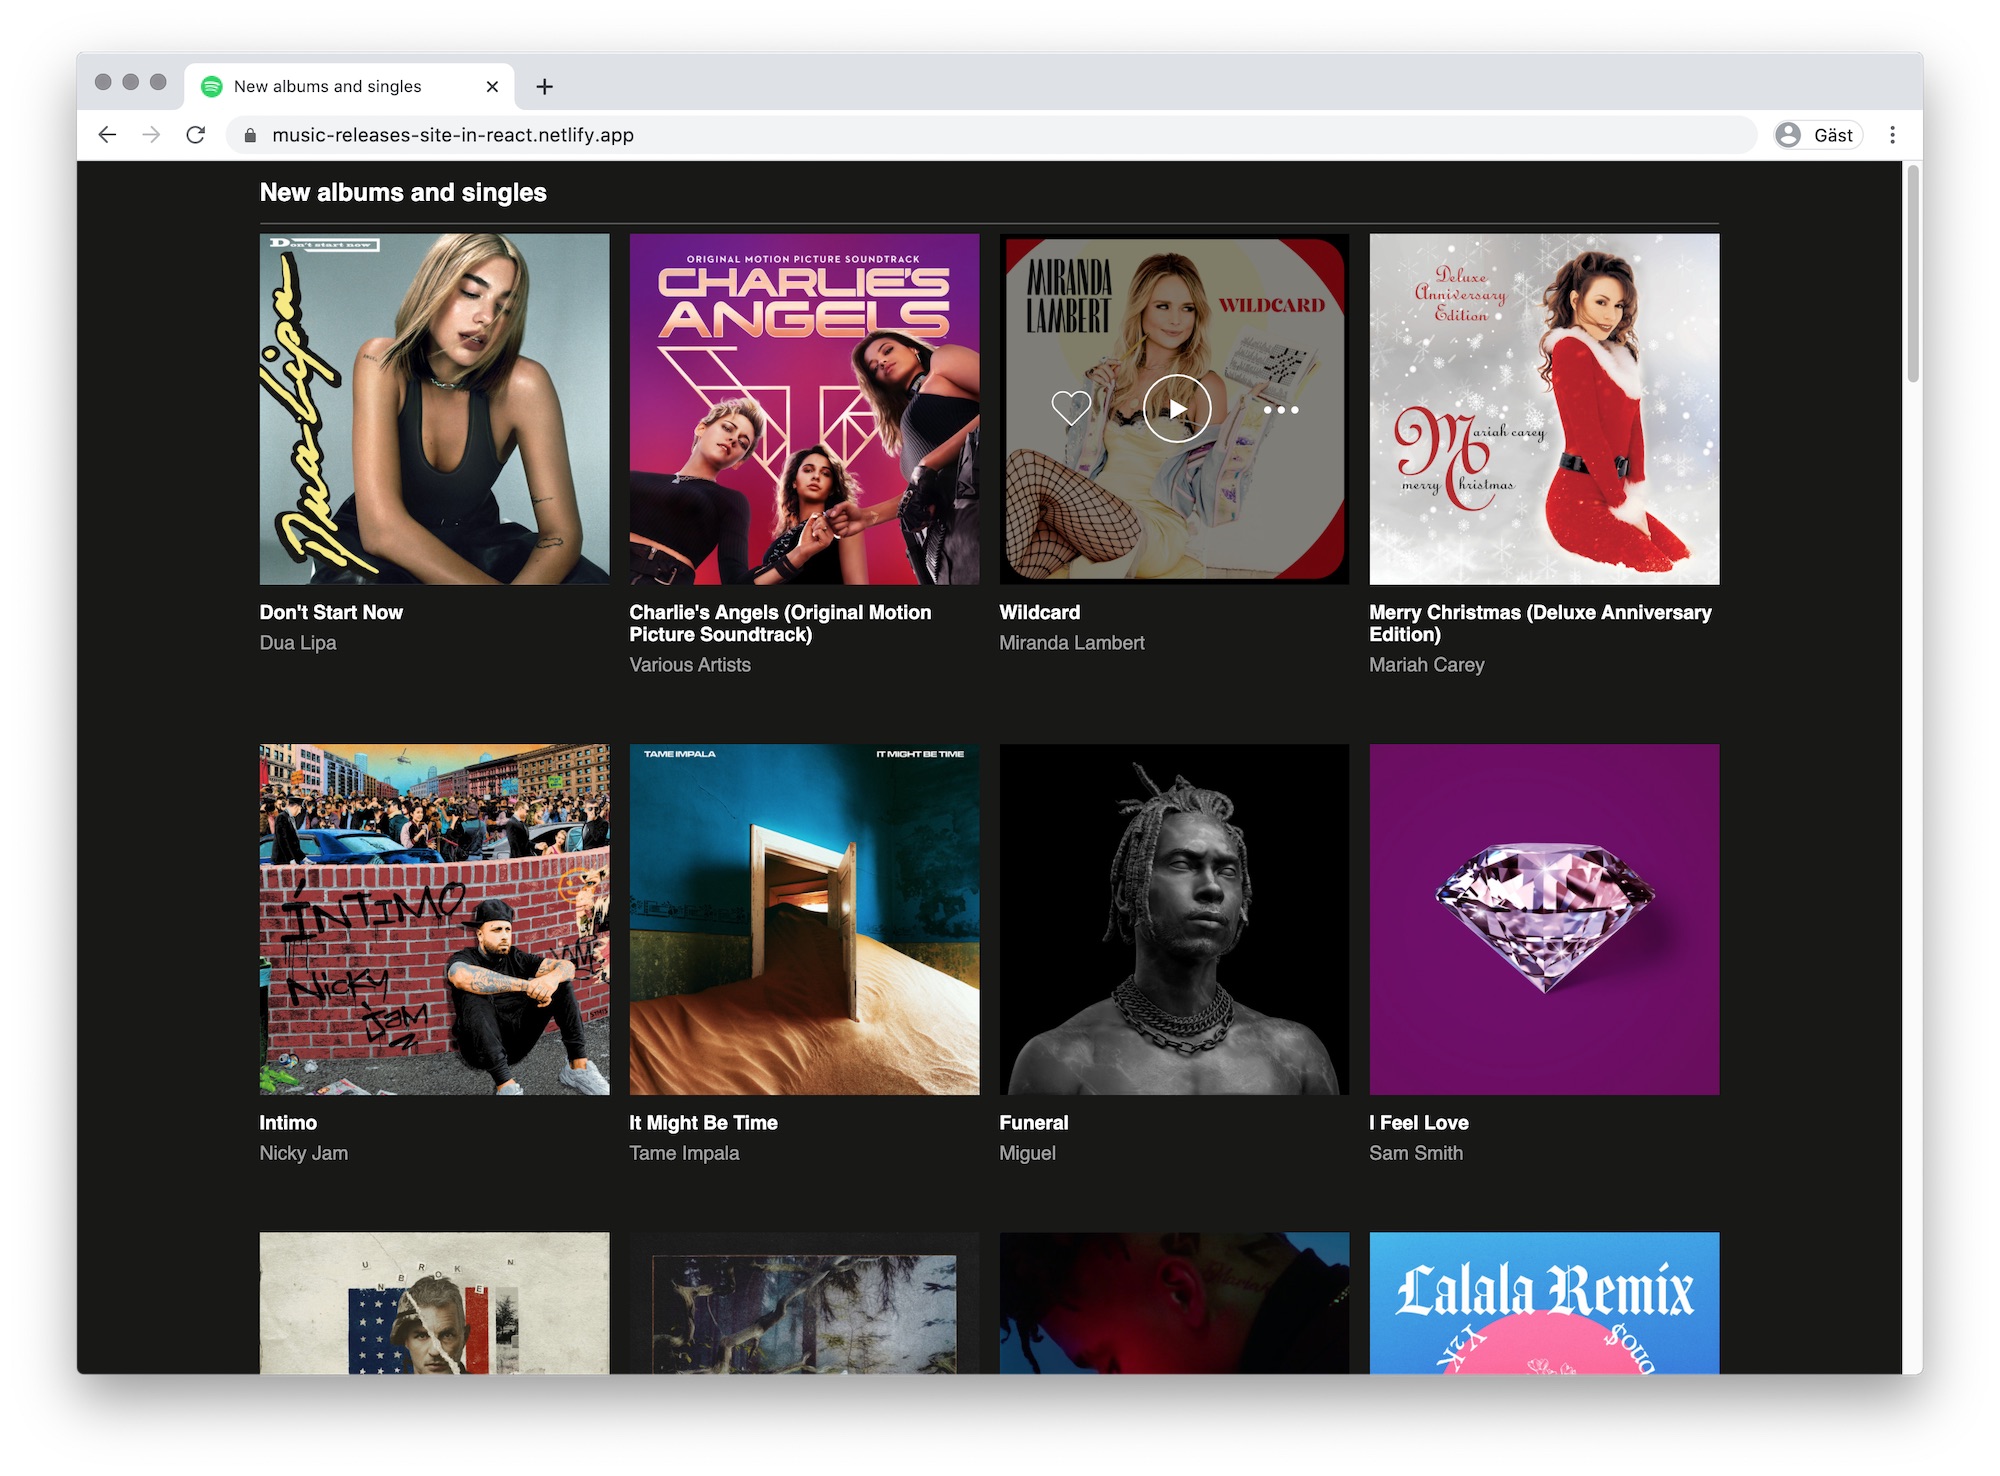 New albums and singles
music-releases-site-in-react.netlify.app
Gäst
New albums and singles
Don't start now
Dua Lipa
ORIGINAL MOTION PICTURE SOUNDTRACK
CHARLIE'S
ANGELS
MIRANDA
LAMBERT
WILDCARD
Deluxe
Anniversary
Edition
Mariah carey
merry Christmas
Don't Start Now
Dua Lipa
Charlie's Angels (Original Motion
Picture Soundtrack)
Various Artists
Wildcard
Miranda Lambert
Merry Christmas (Deluxe Anniversary
Edition)
Mariah Carey
ÍNTIMO
Nicky
Jam
TAME IMPALA
IT MIGHT BE TIME
Intimo
Nicky Jam
It Might Be Time
Tame Impala
Funeral
Miguel
I Feel Love
Sam Smith
UNBROKEN
Lalala Remix
Y2K